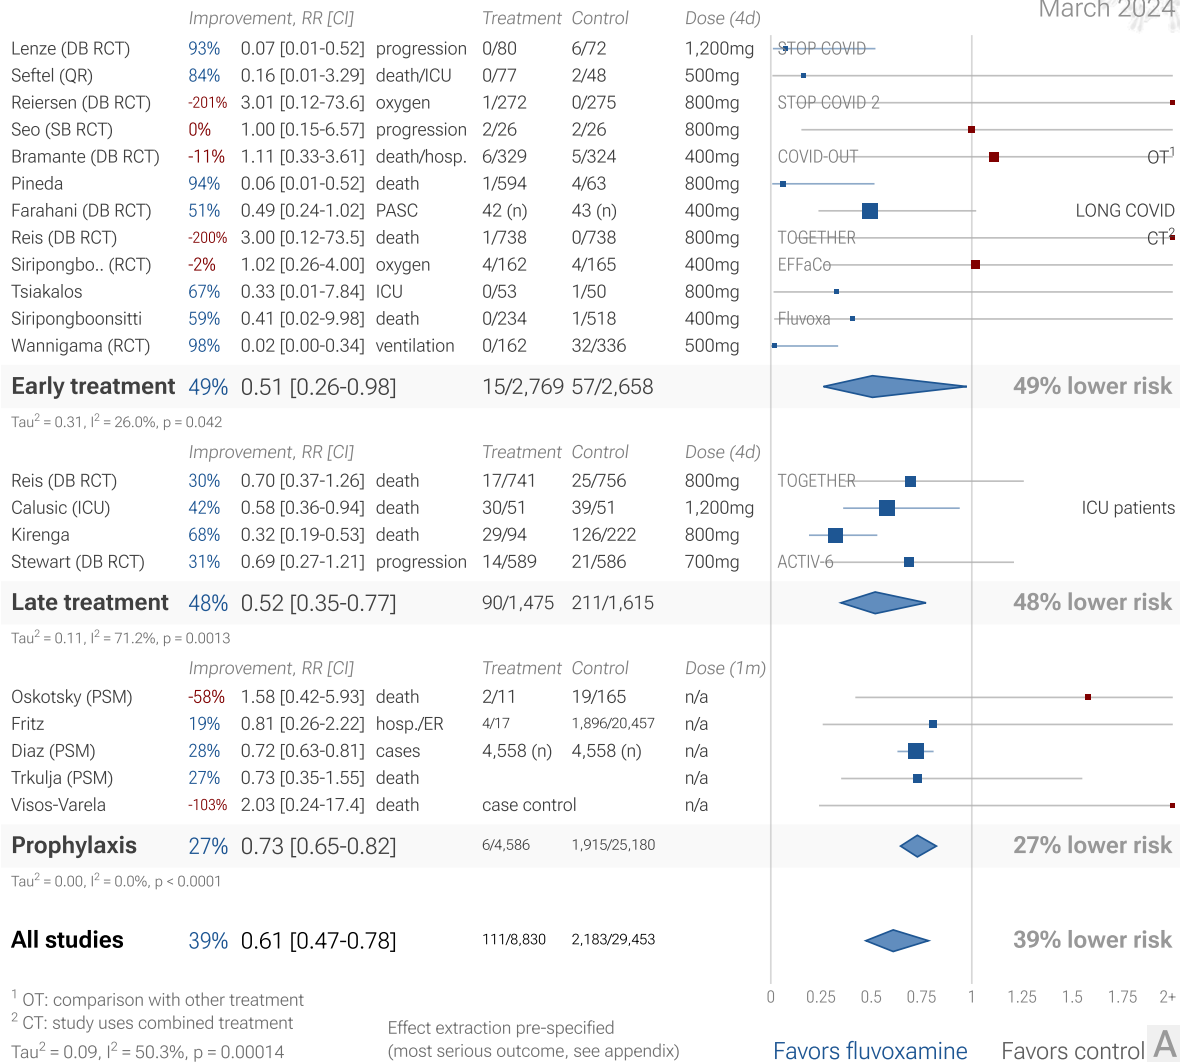 March 2024
Improvement, RR [CI] Treatment Control Dose (4d)
Lenze (DB RCT) 93% 0.07 [0.01-0.52] progression 0/80 6/72 1,200mg STOP COVID
Seftel (QR) 84% 0.16 [0.01-3.29] death/ICU 0/77 2/48 500mg
Reiersen (DB RCT) -201% 3.01 [0.12-73.6] oxygen 1/272 0/275 800mg STOP COVID 2
Seo (SB RCT) 0% 1.00 [0.15-6.57] progression 2/26 2/26 800mg
Bramante (DB RCT) -11% 1.11 [0.33-3.61] death/hosp. 6/329 5/324 400mg COVID-OUT OT1
Pineda 94% 0.06 [0.01-0.52] death 1/594 4/63 800mg
Farahani (DB RCT) 51% 0.49 [0.24-1.02] PASC 42 (n) 43 (n) 400mg LONG COVID
Reis (DB RCT) -200% 3.00 [0.12-73.5] death 1/738 0/738 800mg TOGETHER CT2
Siripongbo.. (RCT) -2% 1.02 [0.26-4.00] oxygen 4/162 4/165 400mg EFFaCo
Tsiakalos 67% 0.33 [0.01-7.84] ICU 0/53 1/50 800mg
Siripongboonsitti 59% 0.41 [0.02-9.98] death 0/234 1/518 400mg Fluvoxa
Wannigama (RCT) 98% 0.02 [0.00-0.34] ventilation 0/162 32/336 500mg
Early treatment 49% 0.51 [0.26-0.98] 15/2,769 57/2,658 49% lower risk
Tau2 = 0.31, I2 = 26.0%, p = 0.042
Improvement, RR [CI] Treatment Control Dose (4d)
Reis (DB RCT) 30% 0.70 [0.37-1.26] death 17/741 25/756 800mg TOGETHER
Calusic (ICU) 42% 0.58 [0.36-0.94] death 30/51 39/51 1,200mg ICU patients
Kirenga 68% 0.32 [0.19-0.53] death 29/94 126/222 800mg
Stewart (DB RCT) 31% 0.69 [0.27-1.21] progression 14/589 21/586 700mg ACTIV-6
Late treatment 48% 0.52 [0.35-0.77] 90/1,475 211/1,615 48% lower risk
Tau2 = 0.11, I2 = 71.2%, p = 0.0013
Improvement, RR [CI] Treatment Control Dose (1m)
Oskotsky (PSM) -58% 1.58 [0.42-5.93] death 2/11 19/165 n/a
Fritz 19% 0.81 [0.26-2.22] hosp./ER 4/17 1,896/20,457 n/a
Diaz (PSM) 28% 0.72 [0.63-0.81] cases 4,558 (n) 4,558 (n) n/a
Trkulja (PSM) 27% 0.73 [0.35-1.55] death n/a
Visos-Varela -103% 2.03 [0.24-17.4] death case control n/a
Prophylaxis 27% 0.73 [0.65-0.82] 6/4,586 1,915/25,180 27% lower risk
Tau2 = 0.00, I2 = 0.0%, p < 0.0001
All studies 39% 0.61 [0.47-0.78] 111/8,830 2,183/29,453 39% lower risk
0 0.25 0.5 0.75 1 1.25 1.5 1.75 2+
1 OT: comparison with other treatment
2 CT: study uses combined treatment
Tau2 = 0.09, I2 = 50.3%, p = 0.00014
Effect extraction pre-specified
(most serious outcome, see appendix)
Favors fluvoxamine Favors control A